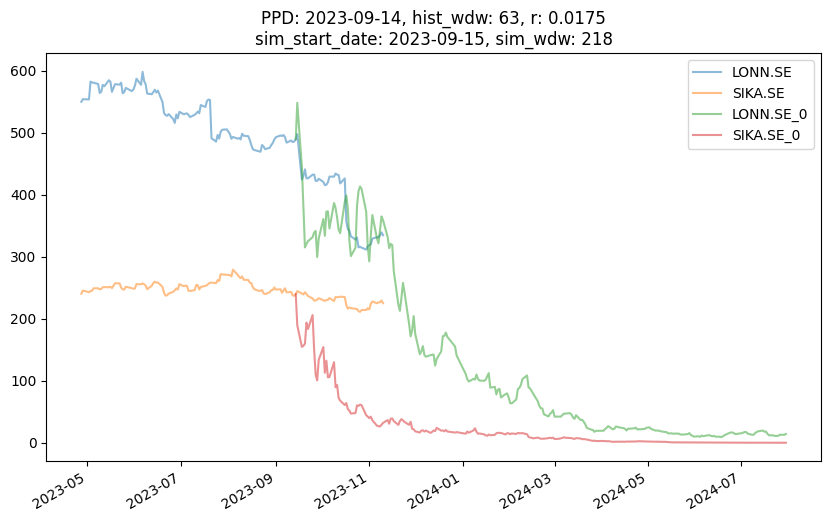 PPD: 2023-09-14, hist_wdw: 63, r: 0.0175
sim_start_date: 2023-09-15, sim_wdw: 218
LONN.SE
SIKA.SE
LONN.SE_0
SIKA.SE_0
600
500
400
300
200
100
0
2023-05
2023-07
2023-09
2023-11
2024-01
2024-03
2024-05
2024-07